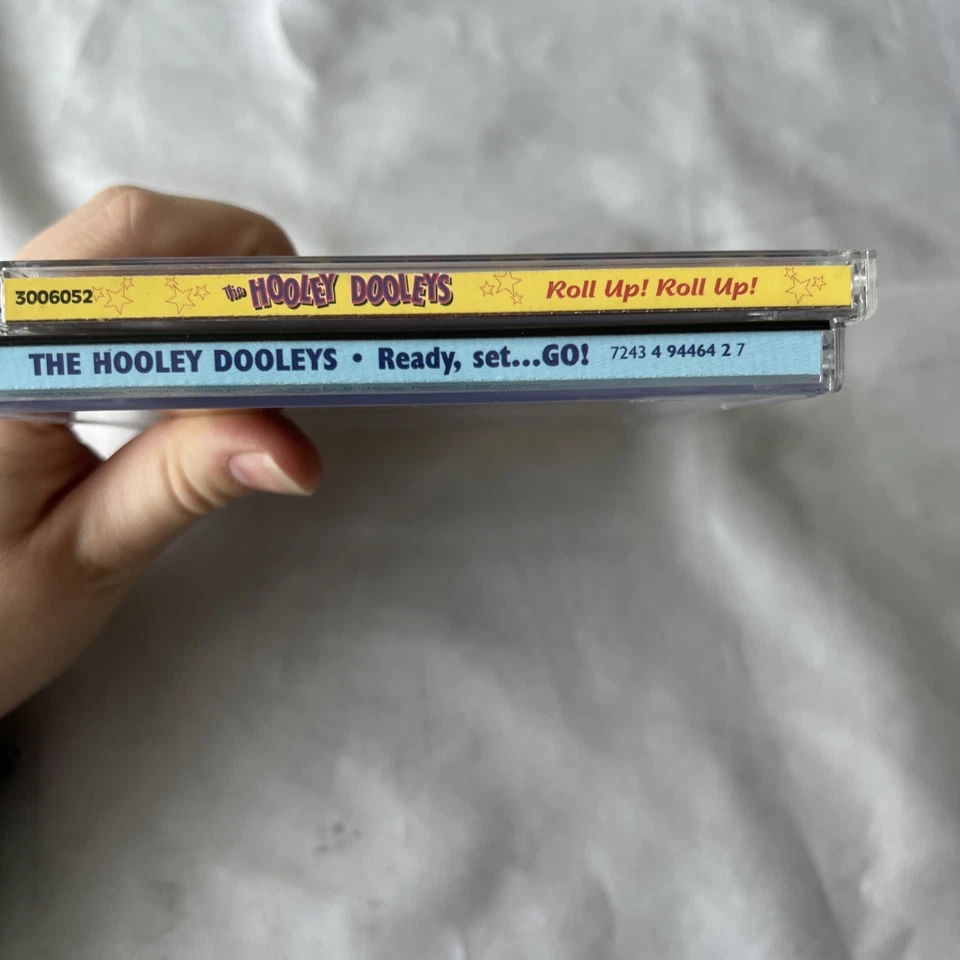 3006052 The HOOLEY DOOLEYS Roll Up! Roll Up!
THE HOOLEY DOOLEYS • Ready, set...GO! 7243 4 94464 2 7